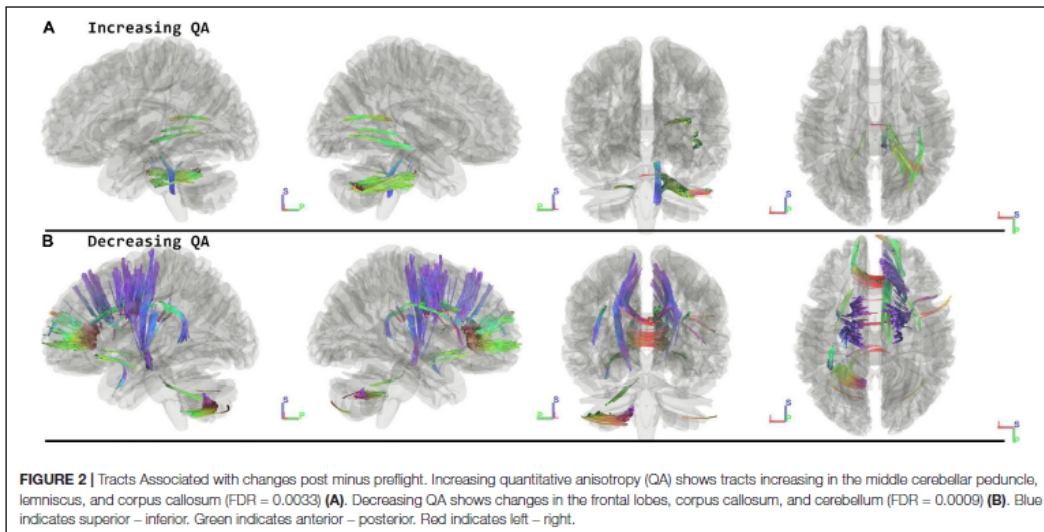 A Increasing QA
S
P
S
P
S
L
L
S
P
B Decreasing QA
S
P
S
P
S
L
L
S
P
FIGURE 2 | Tracts Associated with changes post minus preflight. Increasing quantitative anisotropy (QA) shows tracts increasing in the middle cerebellar peduncle,
lemniscus, and corpus callosum (FDR = 0.0033) (A). Decreasing QA shows changes in the frontal lobes, corpus callosum, and cerebellum (FDR = 0.0009) (B). Blue
indicates superior – inferior. Green indicates anterior – posterior. Red indicates left – right.